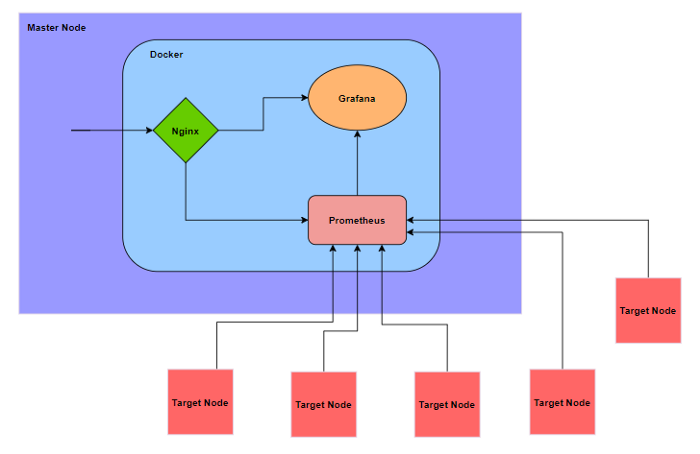 Master Node
Docker
Grafana
Nginx
Prometheus
Target Node
Target Node
Target Node
Target Node
Target Node